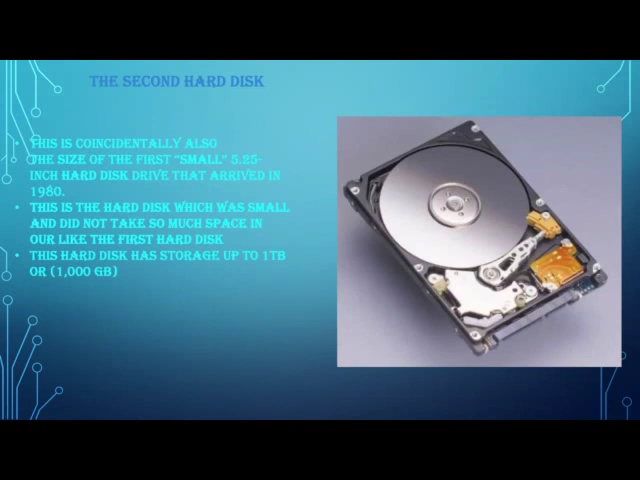 THE SECOND HARD DISK
• THIS IS COINCIDENTALLY ALSO
THE SIZE OF THE FIRST "SMALL" 5.25-
INCH HARD DISK DRIVE THAT ARRIVED IN
1980.
• THIS IS THE HARD DISK WHICH WAS SMALL
AND DID NOT TAKE SO MUCH SPACE IN
OUR LIKE THE FIRST HARD DISK
• THIS HARD DISK HAS STORAGE UP TO 1TB
OR (1,000 GB)